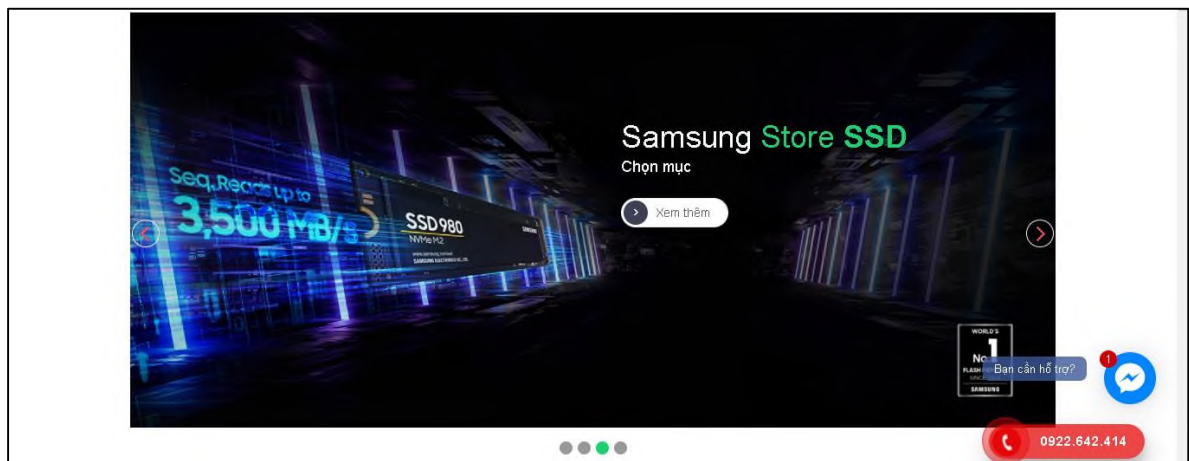 Samsung Store SSD
Chọn mục
Xem thêm
Seq. Reads up to
3,500 MB/s
SSD 980
NVMe M.2
SAMSUNG
WORLD'S
No.1
SAMSUNG
Bạn cần hỗ trợ?
1
0922.642.414